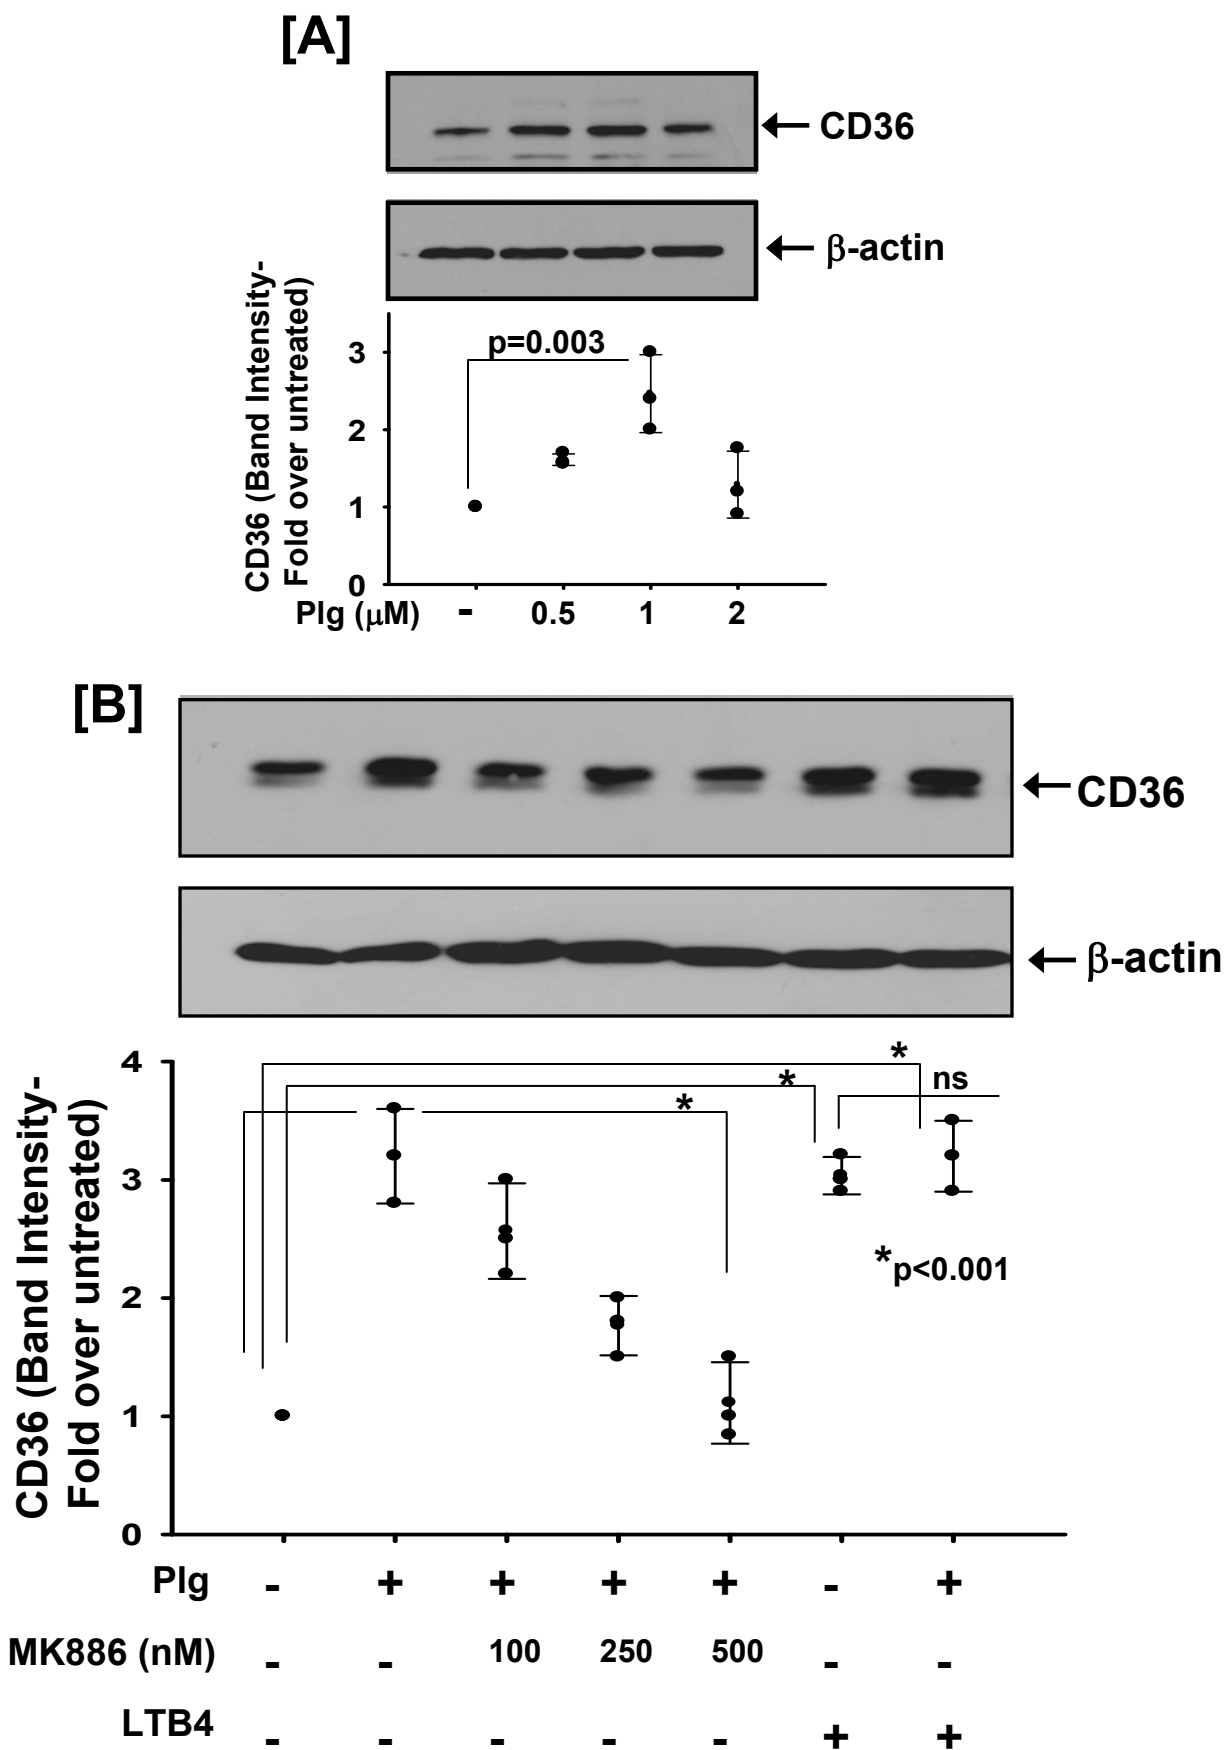 [A]
CD36
β-actin
CD36 (Band Intensity-
Fold over untreated)
3
2
1
0
p=0.003
Plg (μM) - 0.5 1 2
[B]
CD36
β-actin
CD36 (Band Intensity-
Fold over untreated)
4
3
2
1
0
*
*
*
ns
*p<0.001
Plg - + + + + - +
MK886 (nM) - - 100 250 500 - -
LTB4 - - - - - + +